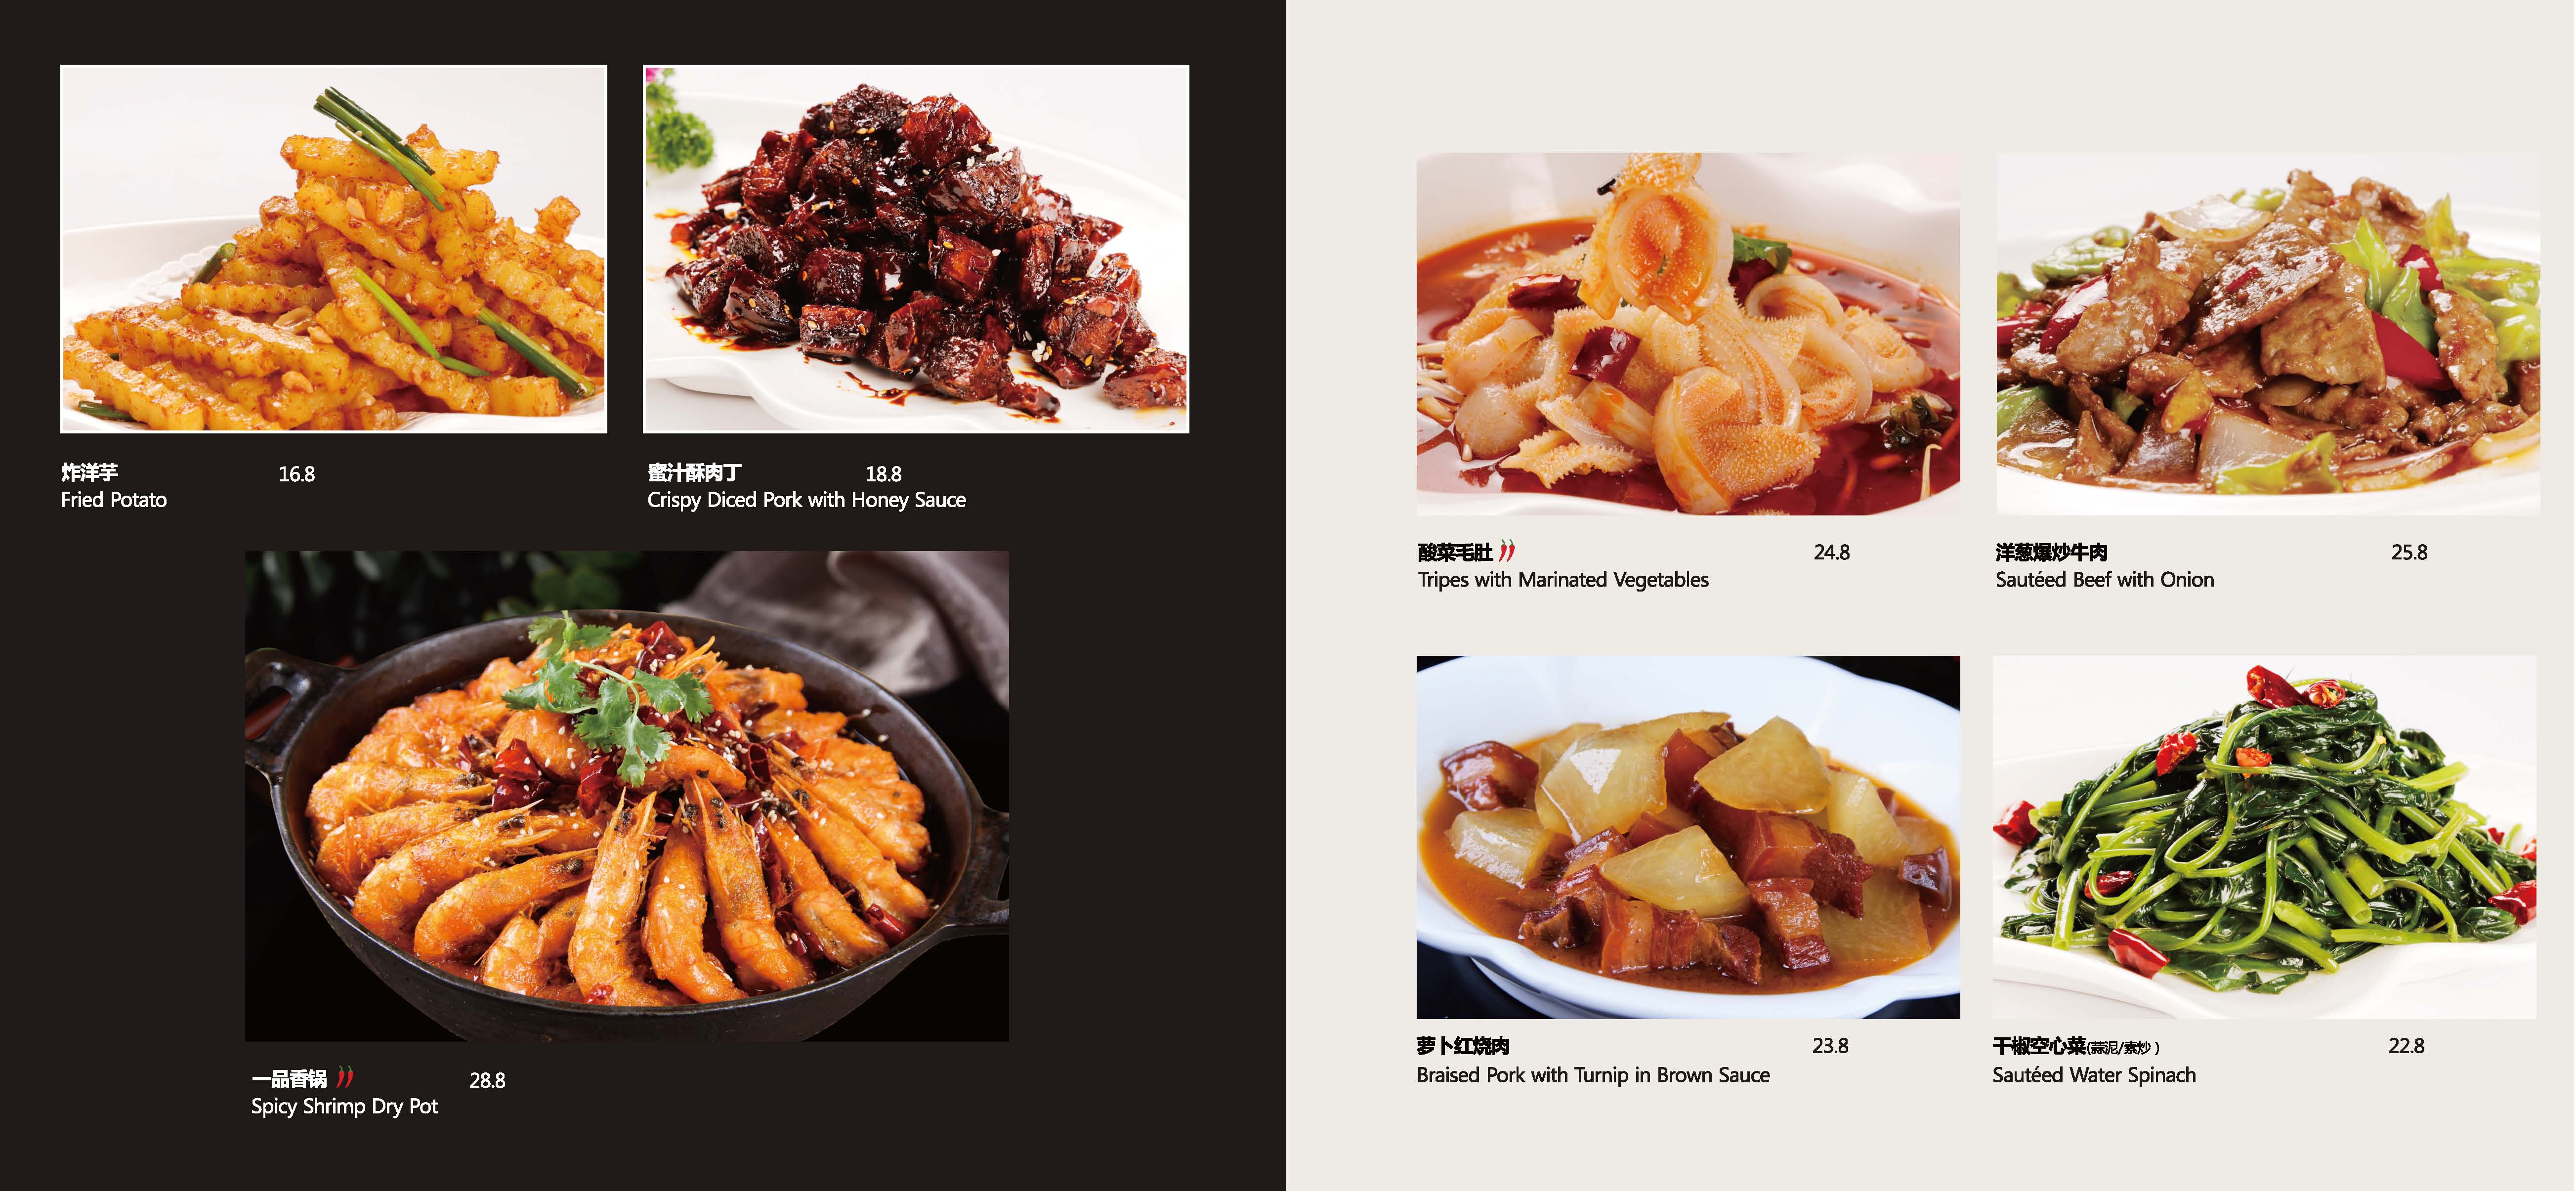 炸洋芋 16.8
Fried Potato
蜜汁酥肉丁 18.8
Crispy Diced Pork with Honey Sauce
一品香锅 28.8
Spicy Shrimp Dry Pot
酸菜毛肚 24.8
Tripes with Marinated Vegetables
洋葱爆炒牛肉 25.8
Sautéed Beef with Onion
萝卜红烧肉 23.8
Braised Pork with Turnip in Brown Sauce
干椒空心菜(蒜泥/素炒 ) 22.8
Sautéed Water Spinach